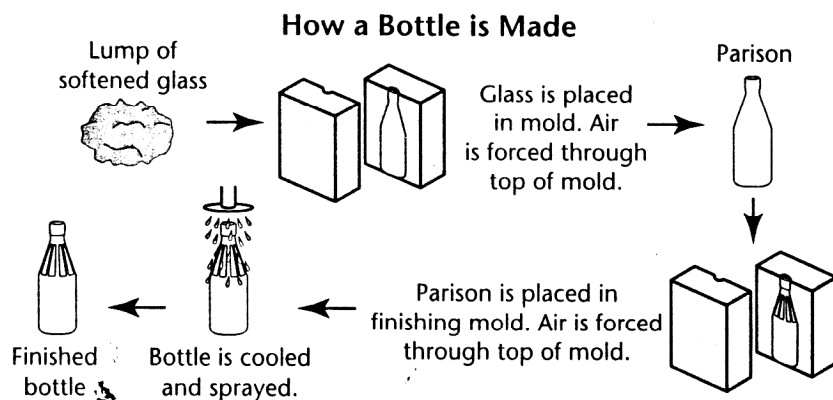 How a Bottle is Made
Lump of
softened glass
Glass is placed
in mold. Air
is forced through
top of mold.
Parison
Parison is placed in
finishing mold. Air is forced
through top of mold.
Bottle is cooled
and sprayed.
Finished
bottle